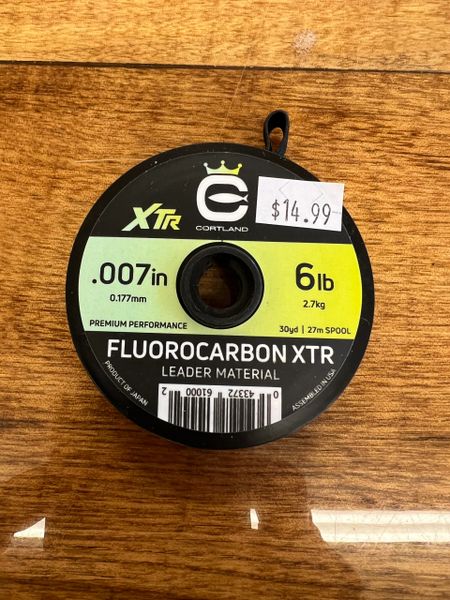 XTR
C
CORTLAND
$14.99
.007in
0.177mm
6lb
2.7kg
PREMIUM PERFORMANCE
30yd | 27m SPOOL
FLUOROCARBON XTR
LEADER MATERIAL
PRODUCT OF JAPAN
0 43372 61000 2
ASSEMBLED IN USA